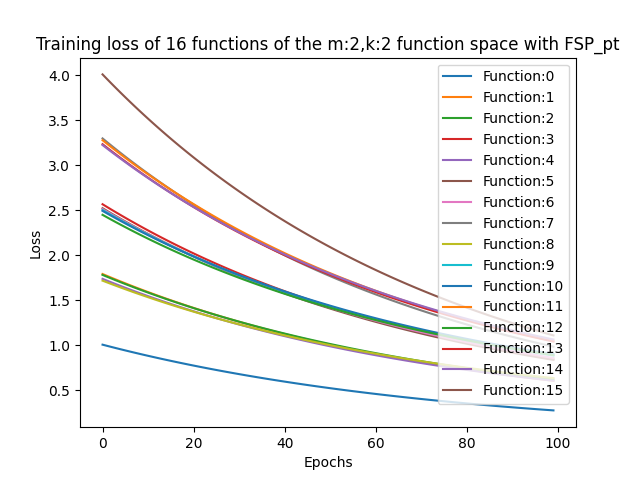 Training loss of 16 functions of the m:2,k:2 function space with FSP_pt
4.0
3.5
3.0
2.5
2.0
1.5
1.0
0.5
Loss
Function:0
Function:1
Function:2
Function:3
Function:4
Function:5
Function:6
Function:7
Function:8
Function:9
Function:10
Function:11
Function:12
Function:13
Function:14
Function:15
0 20 40 60 80 100
Epochs